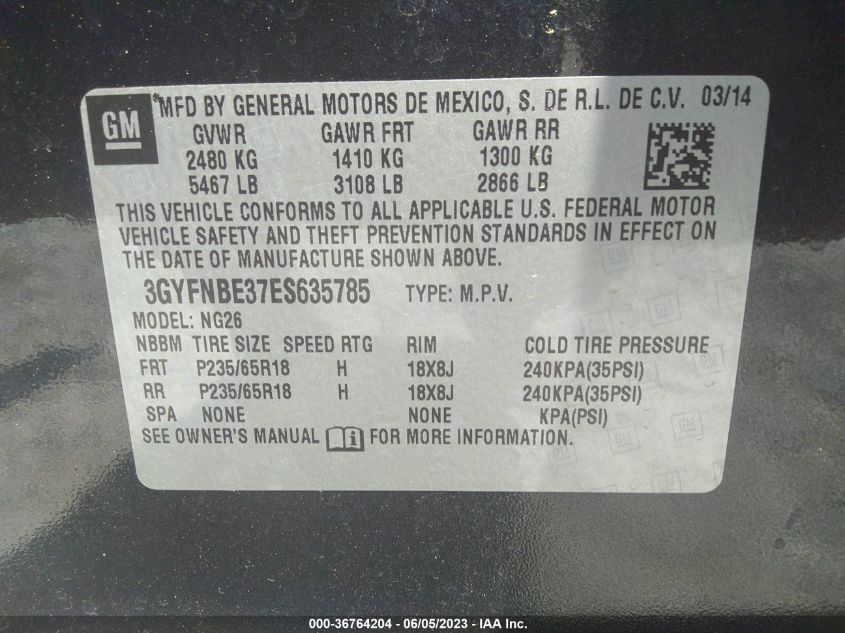 GM
MFD BY GENERAL MOTORS DE MEXICO, S. DE R.L. DE C.V. 03/14
GVWR GAWR FRT GAWR RR
2480 KG 1410 KG 1300 KG
5467 LB 3108 LB 2866 LB
THIS VEHICLE CONFORMS TO ALL APPLICABLE U.S. FEDERAL MOTOR
VEHICLE SAFETY AND THEFT PREVENTION STANDARDS IN EFFECT ON
THE DATE OF MANUFACTURE SHOWN ABOVE.
3GYFNBE37ES635785 TYPE: M.P.V.
MODEL: NG26
NBBM TIRE SIZE SPEED RTG RIM COLD TIRE PRESSURE
FRT P235/65R18 H 18X8J 240KPA(35PSI)
RR P235/65R18 H 18X8J 240KPA(35PSI)
SPA NONE NONE KPA(PSI)
SEE OWNER'S MANUAL FOR MORE INFORMATION.
000-36764204 - 06/05/2023 - IAA Inc.